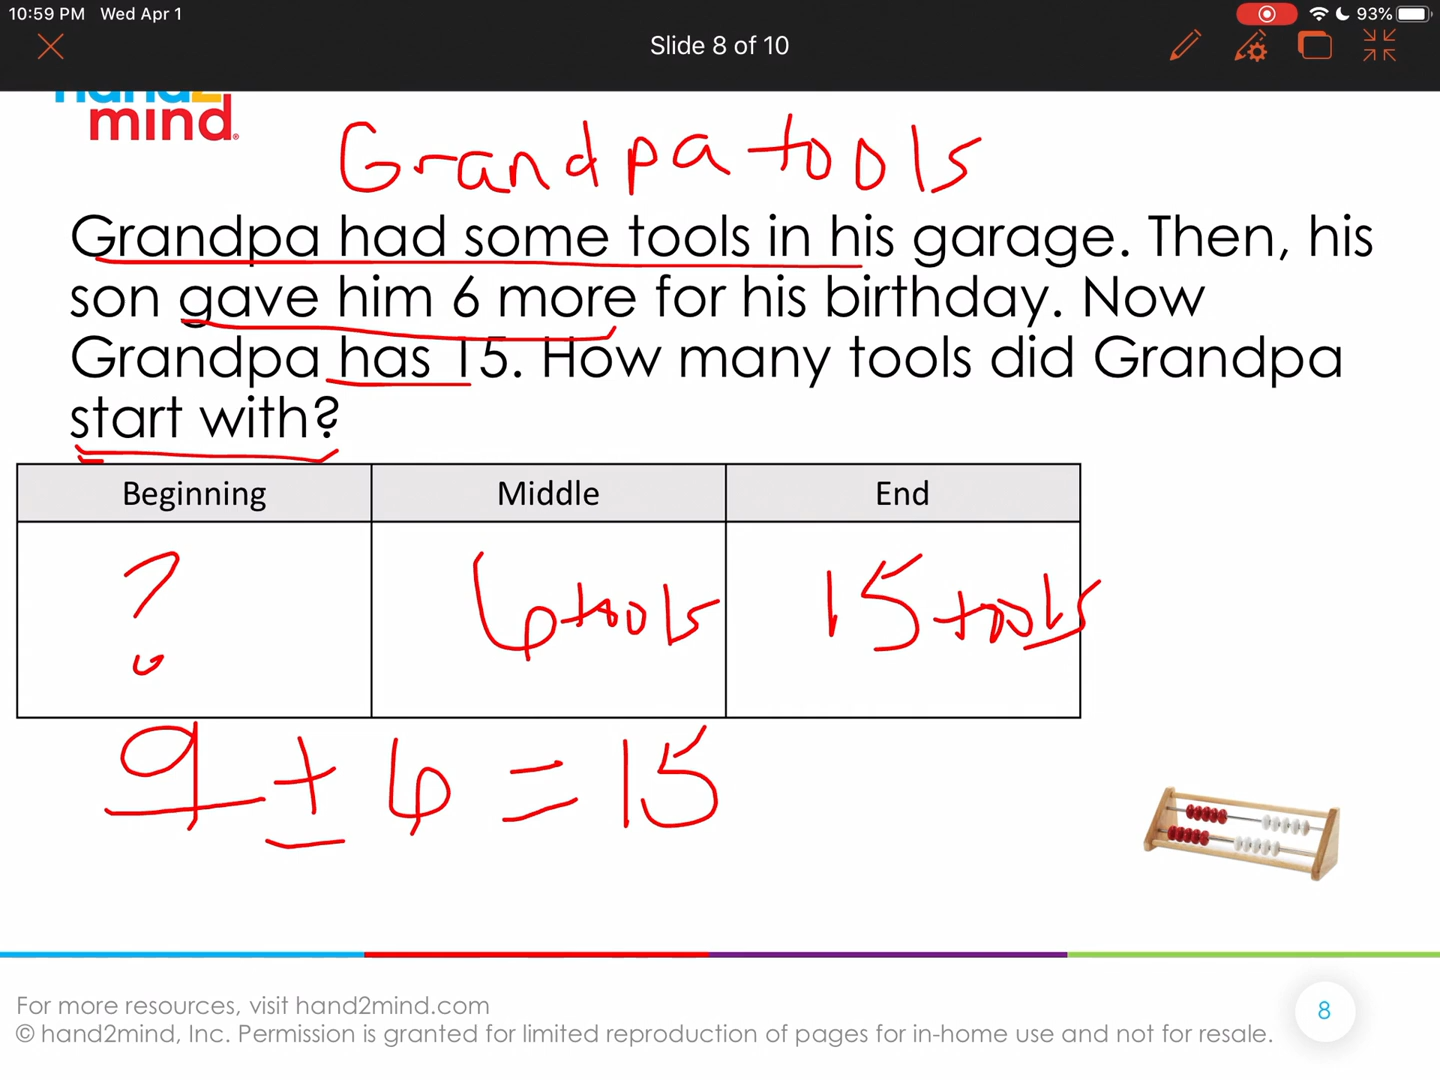 10:59 PM Wed Apr 1 93%
Slide 8 of 10
hand2
mind
Grandpa tools
Grandpa had some tools in his garage. Then, his
son gave him 6 more for his birthday. Now
Grandpa has 15. How many tools did Grandpa
start with?
Beginning Middle End
? 6 tools 15 tools
9 + 6 = 15
For more resources, visit hand2mind.com
© hand2mind, Inc. Permission is granted for limited reproduction of pages for in-home use and not for resale.
8